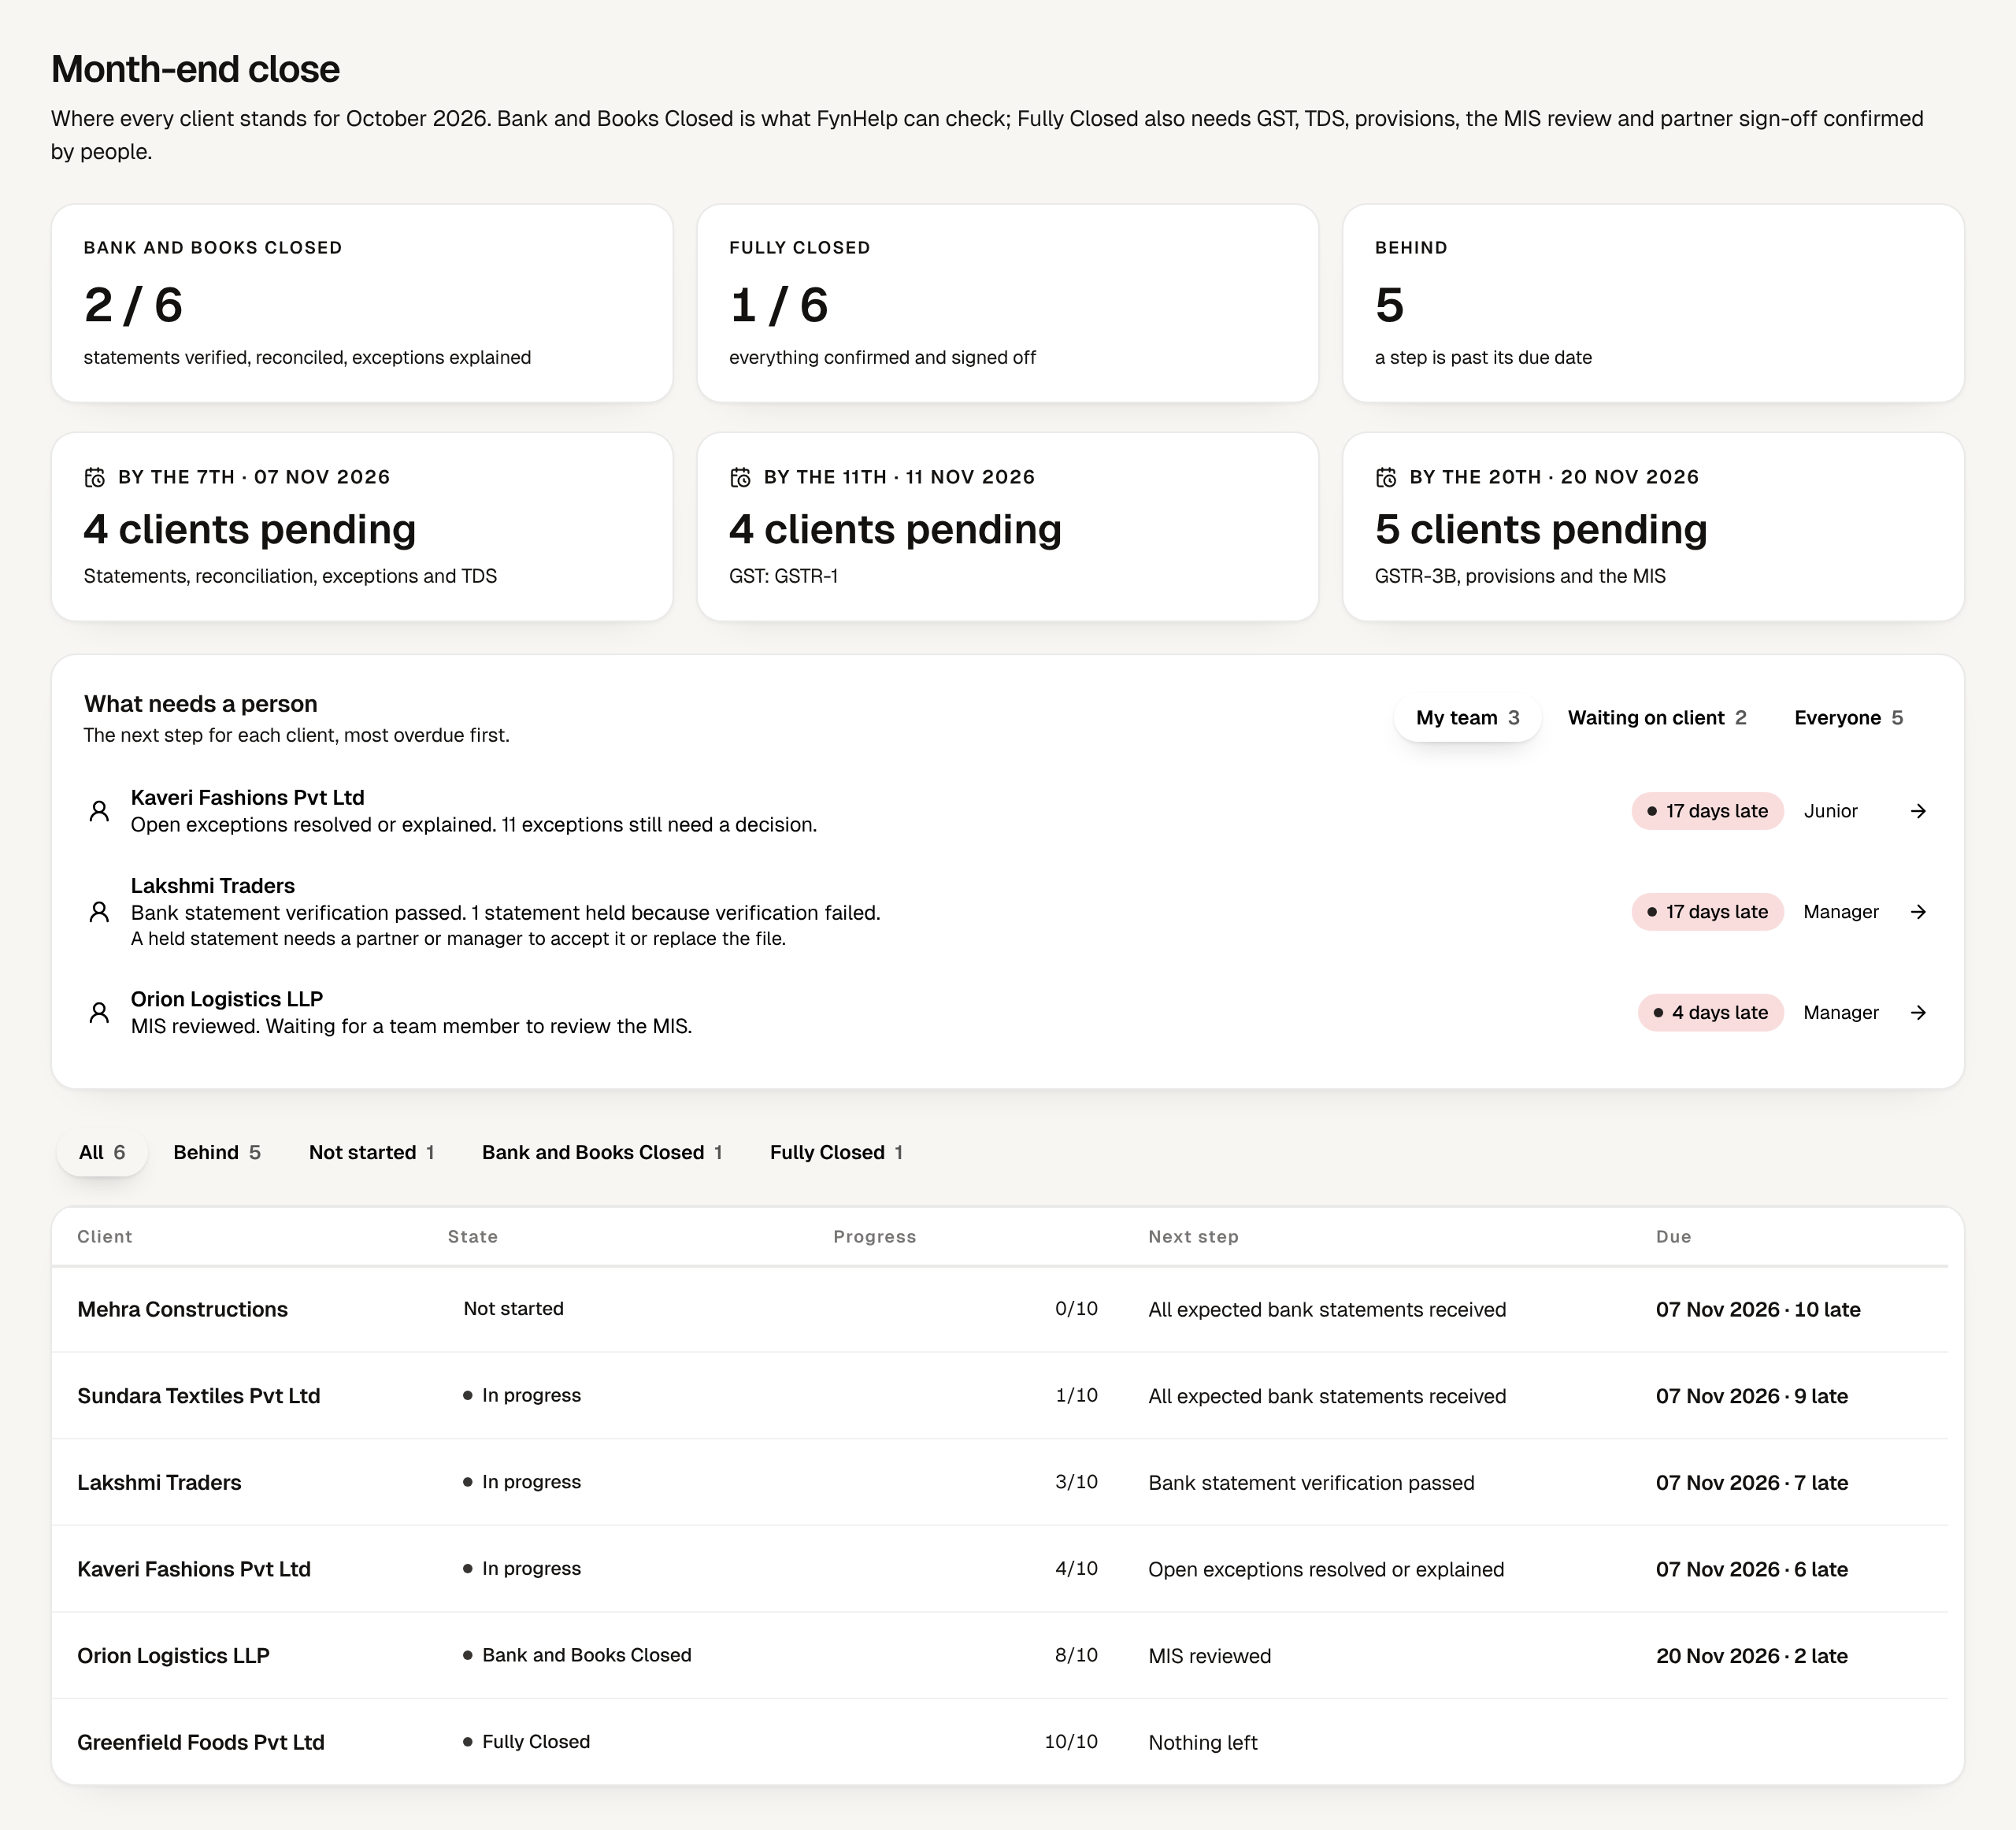 Month-end close
Where every client stands for October 2026. Bank and Books Closed is what FynHelp can check; Fully Closed also needs GST, TDS, provisions, the MIS review and partner sign-off confirmed
by people.
BANK AND BOOKS CLOSED
2 / 6
statements verified, reconciled, exceptions explained
FULLY CLOSED
1 / 6
everything confirmed and signed off
BEHIND
5
a step is past its due date
BY THE 7TH · 07 NOV 2026
4 clients pending
Statements, reconciliation, exceptions and TDS
BY THE 11TH · 11 NOV 2026
4 clients pending
GST: GSTR-1
BY THE 20TH · 20 NOV 2026
5 clients pending
GSTR-3B, provisions and the MIS
What needs a person
The next step for each client, most overdue first.
My team 3 Waiting on client 2 Everyone 5
Kaveri Fashions Pvt Ltd
Open exceptions resolved or explained. 11 exceptions still need a decision.
17 days late Junior
Lakshmi Traders
Bank statement verification passed. 1 statement held because verification failed.
A held statement needs a partner or manager to accept it or replace the file.
17 days late Manager
Orion Logistics LLP
MIS reviewed. Waiting for a team member to review the MIS.
4 days late Manager
All 6 Behind 5 Not started 1 Bank and Books Closed 1 Fully Closed 1
Client State Progress Next step Due
Mehra Constructions Not started 0/10 All expected bank statements received 07 Nov 2026 · 10 late
Sundara Textiles Pvt Ltd In progress 1/10 All expected bank statements received 07 Nov 2026 · 9 late
Lakshmi Traders In progress 3/10 Bank statement verification passed 07 Nov 2026 · 7 late
Kaveri Fashions Pvt Ltd In progress 4/10 Open exceptions resolved or explained 07 Nov 2026 · 6 late
Orion Logistics LLP Bank and Books Closed 8/10 MIS reviewed 20 Nov 2026 · 2 late
Greenfield Foods Pvt Ltd Fully Closed 10/10 Nothing left